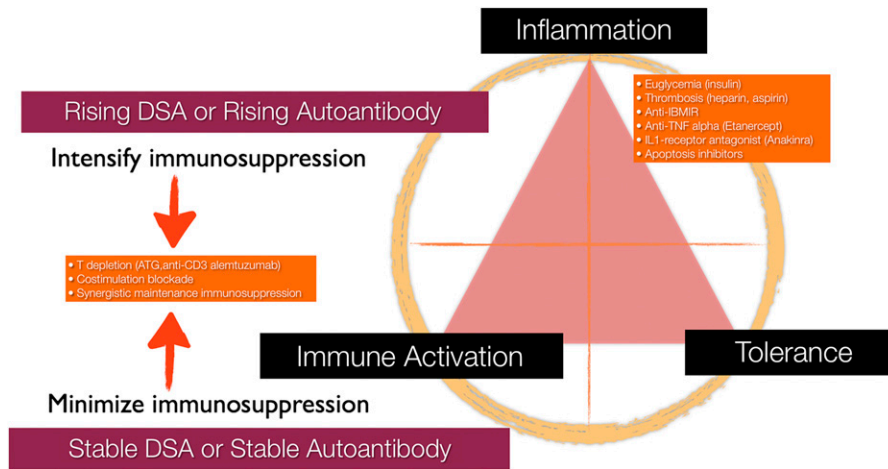 Inflammation
• Euglycemia (insulin)
• Thrombosis (heparin, aspirin)
• Anti-IBMIR
• Anti-TNF alpha (Etanercept)
• IL1-receptor antagonist (Anakinra)
• Apoptosis inhibitors
Rising DSA or Rising Autoantibody
Intensify immunosuppression
• T depletion (ATG,anti-CD3 alemtuzumab)
• Costimulation blockade
• Synergistic maintenance immunosuppression
Immune Activation
Tolerance
Minimize immunosuppression
Stable DSA or Stable Autoantibody